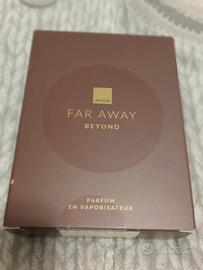 AVON
FAR AWAY
BEYOND
PARFUM
EN VAPORISATEUR